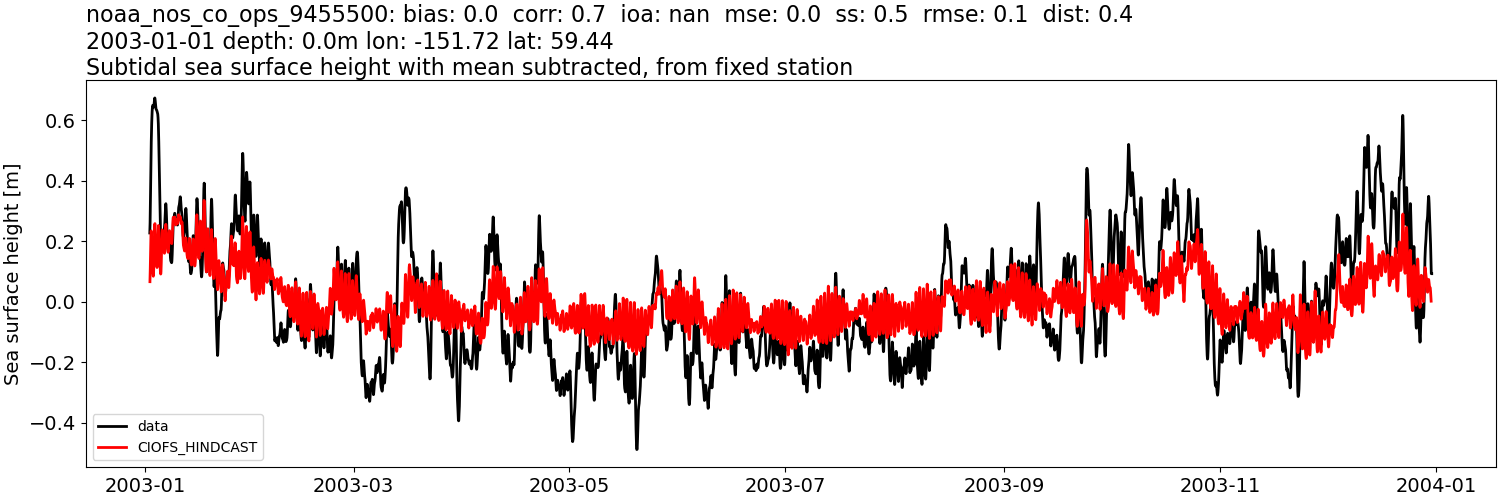 noaa_nos_co_ops_9455500: bias: 0.0  corr: 0.7  ioa: nan  mse: 0.0  ss: 0.5  rmse: 0.1  dist: 0.4
2003-01-01 depth: 0.0m lon: -151.72 lat: 59.44
Subtidal sea surface height with mean subtracted, from fixed station
Sea surface height [m]
0.6
0.4
0.2
0.0
−0.2
−0.4
data
CIOFS_HINDCAST
2003-01 2003-03 2003-05 2003-07 2003-09 2003-11 2004-01